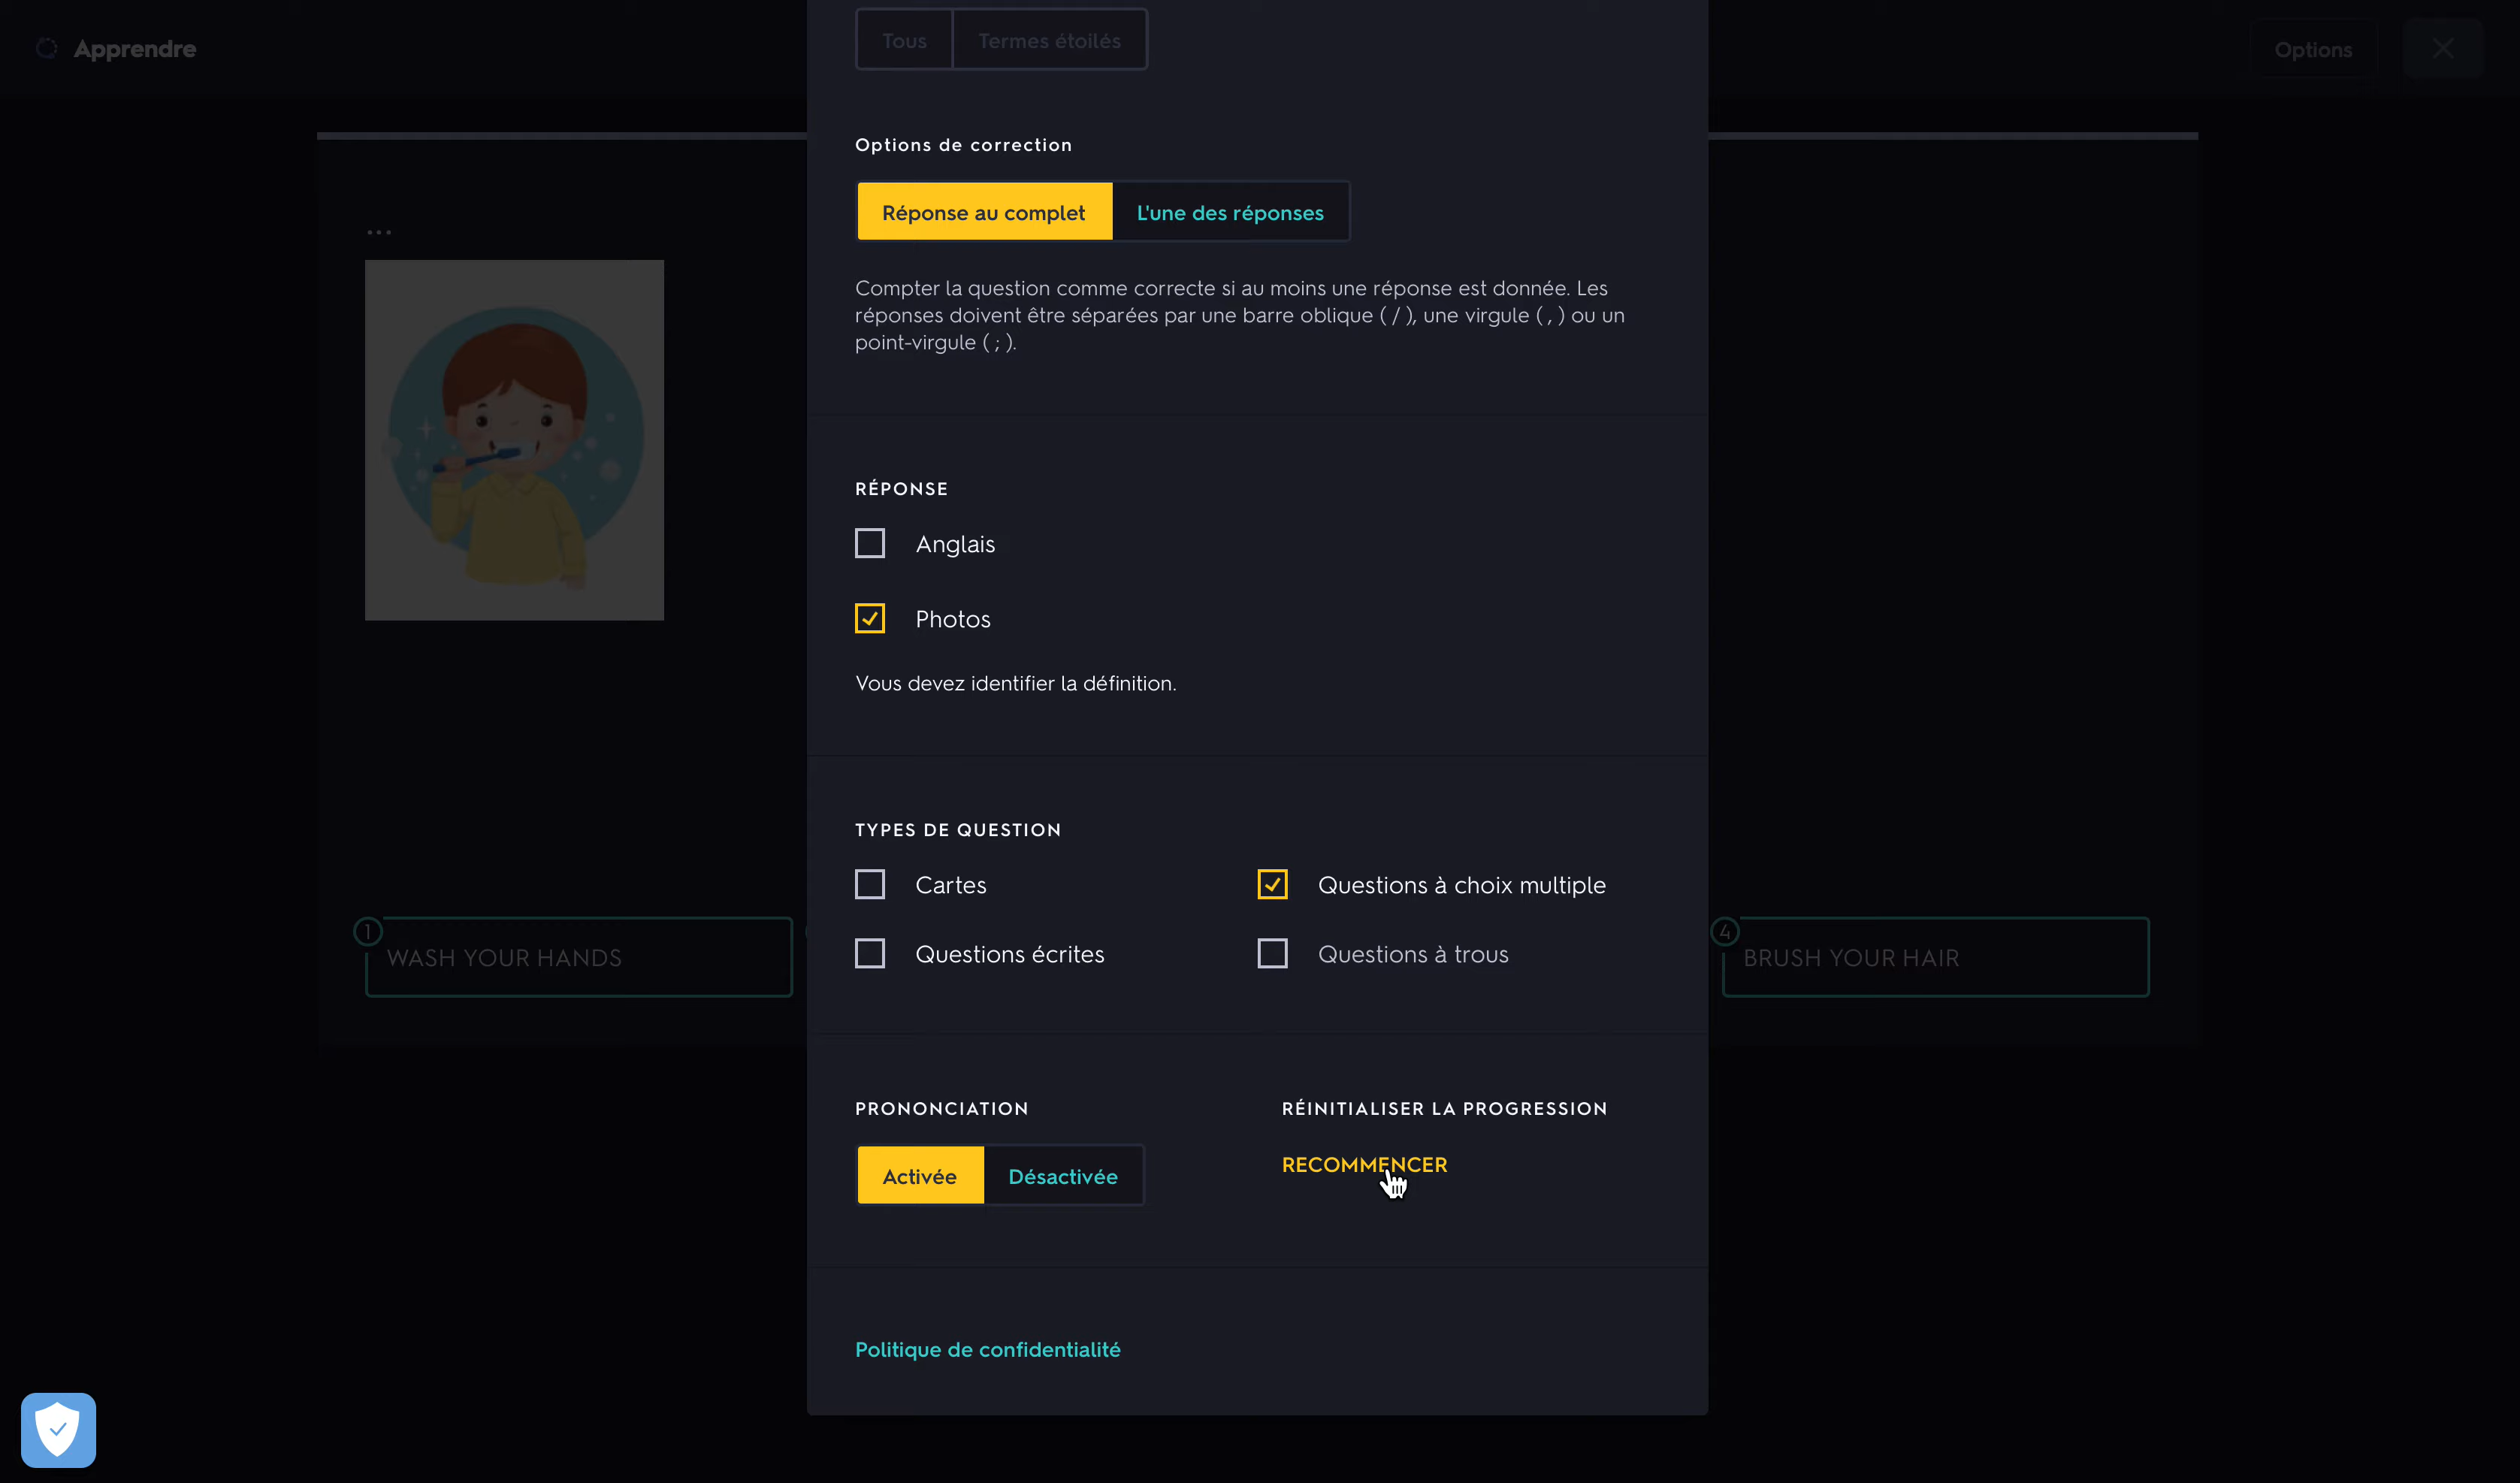 Apprendre
Options
Tous
Termes étoilés
Options de correction
Réponse au complet
L'une des réponses
Compter la question comme correcte si au moins une réponse est donnée. Les
réponses doivent être séparées par une barre oblique ( / ), une virgule ( , ) ou un
point-virgule ( ; ).
...
RÉPONSE
Anglais
Photos
Vous devez identifier la définition.
TYPES DE QUESTION
Cartes
Questions à choix multiple
Questions écrites
Questions à trous
1
WASH YOUR HANDS
4
BRUSH YOUR HAIR
PRONONCIATION
Activée
Désactivée
RÉINITIALISER LA PROGRESSION
RECOMMENCER
Politique de confidentialité